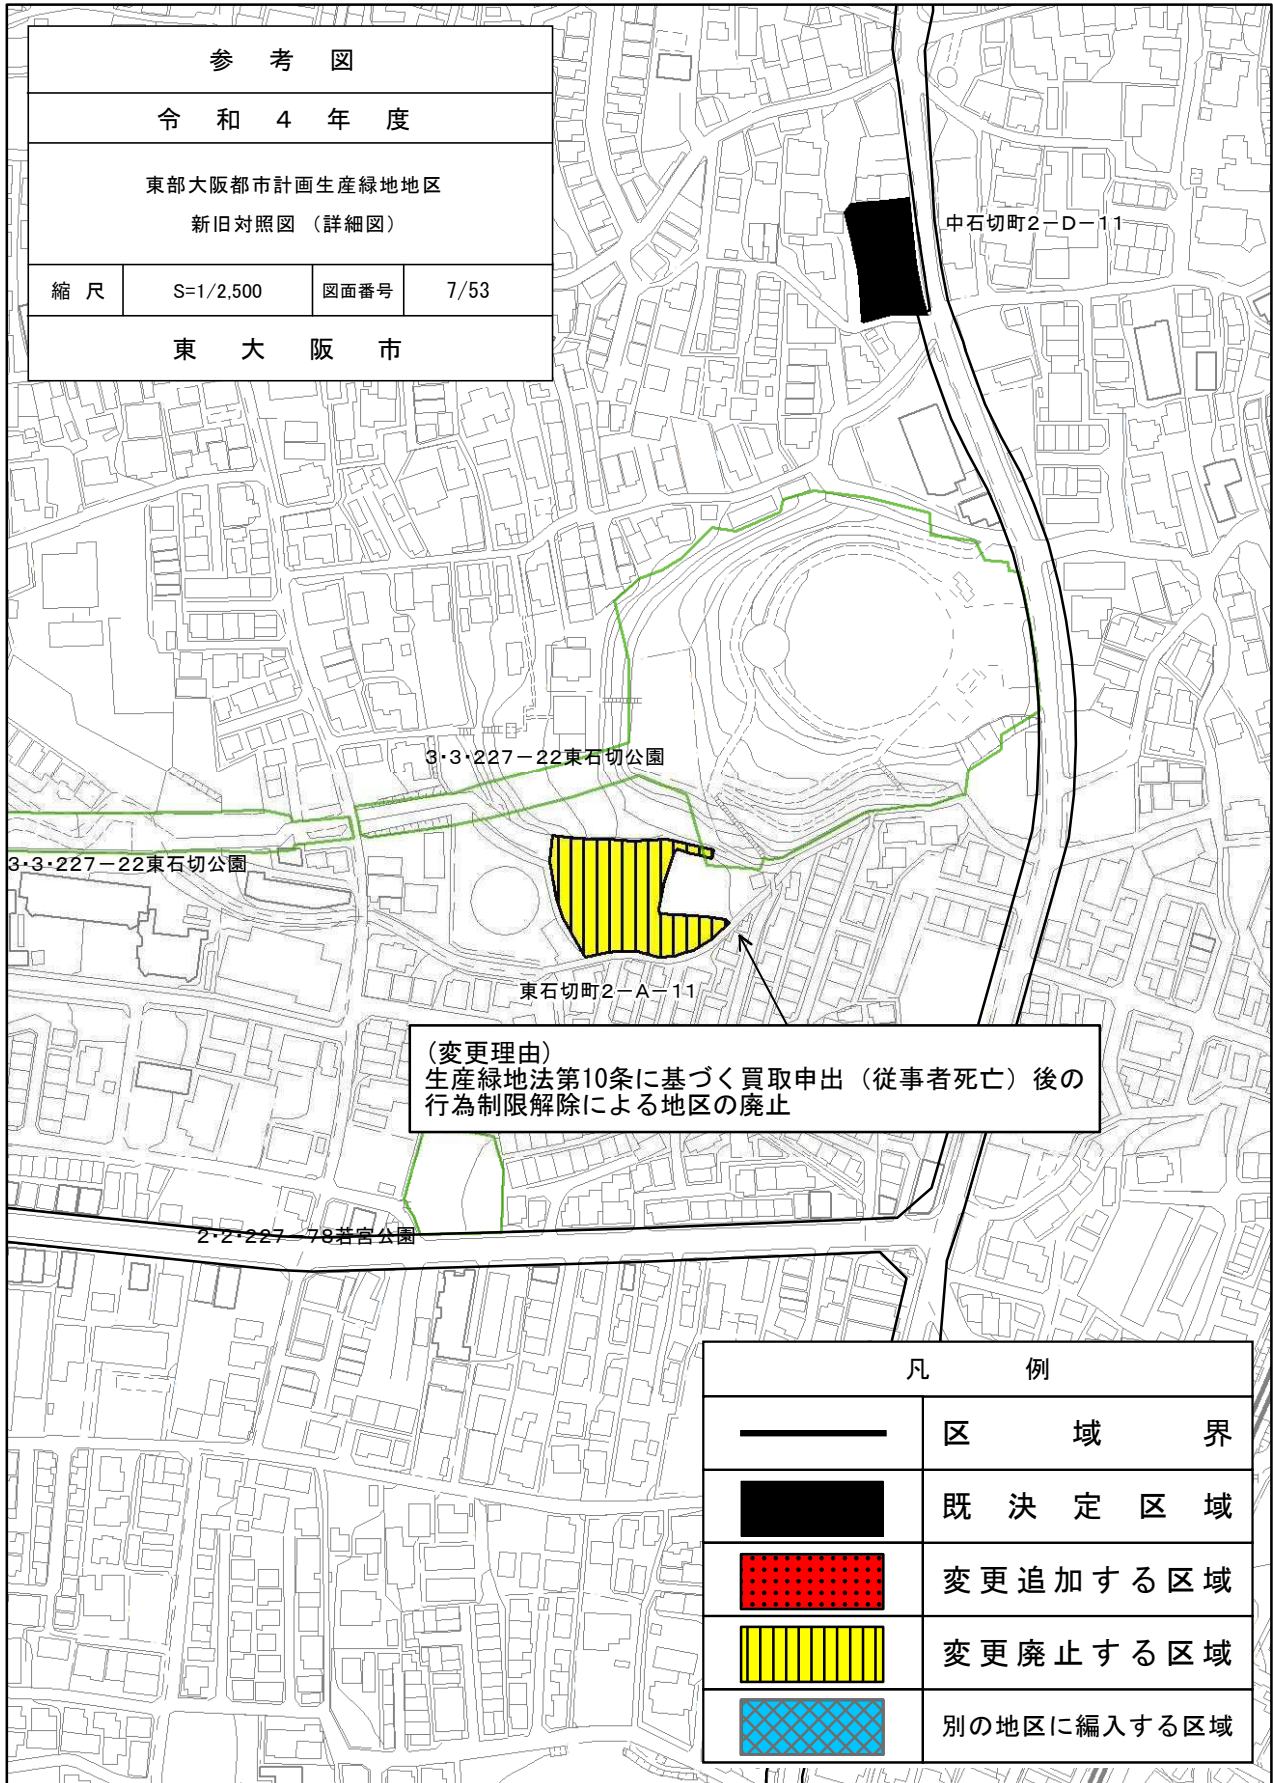 参考図
令和4年度
東部大阪都市計画生産緑地地区
新旧対照図 （詳細図）
縮尺 S=1/2,500 図面番号 7/53
東大阪市
中石切町2－D－11
3・3・227－22東石切公園
3・3・227－22東石切公園
東石切町2－A－11
(変更理由)
生産緑地法第10条に基づく買取申出（従事者死亡）後の
行為制限解除による地区の廃止
2・2・227－78若宮公園
凡例
区域界
既決定区域
変更追加する区域
変更廃止する区域
別の地区に編入する区域